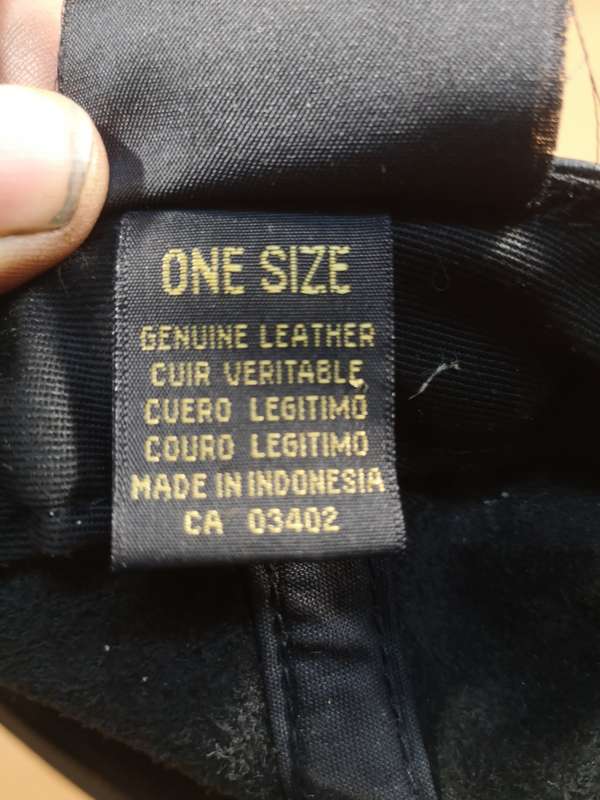 ONE SIZE
GENUINE LEATHER
CUIR VERITABLE
CUERO LEGITIMO
COURO LEGITIMO
MADE IN INDONESIA
CA 03402